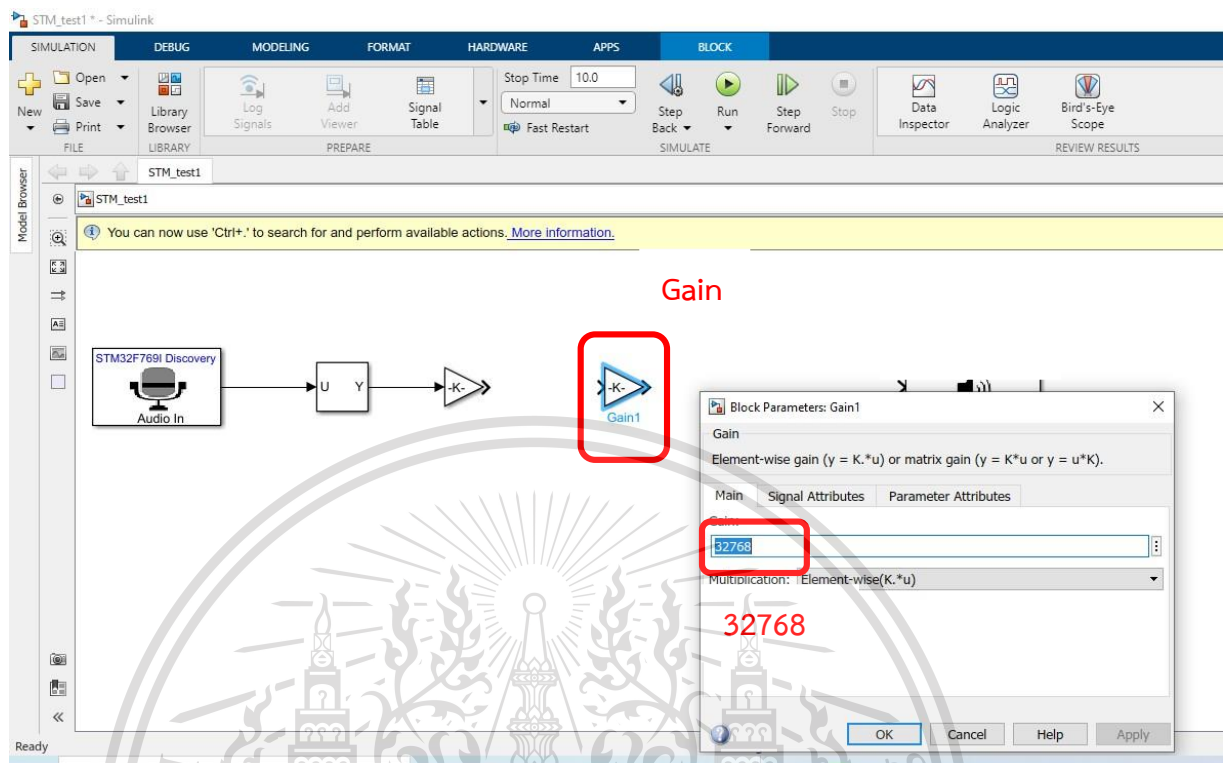 STM_test1 * - Simulink
SIMULATION DEBUG MODELING FORMAT HARDWARE APPS BLOCK
New
Open
Save
Print
FILE
Library Browser
LIBRARY
Log Signals
Add Viewer
Signal Table
PREPARE
Stop Time 10.0
Normal
Fast Restart
Step Back
Run
Step Forward
Stop
SIMULATE
Data Inspector
Logic Analyzer
Bird's-Eye Scope
REVIEW RESULTS
Model Browser
STM_test1
STM_test1
You can now use 'Ctrl+.' to search for and perform available actions. More information.
Gain
STM32F769I Discovery
Audio In
U Y
-K-
-K-
Gain1
Block Parameters: Gain1
Gain
Element-wise gain (y = K.*u) or matrix gain (y = K*u or y = u*K).
Main Signal Attributes Parameter Attributes
Gain:
32768
Multiplication: Element-wise(K.*u)
32768
OK Cancel Help Apply
Ready